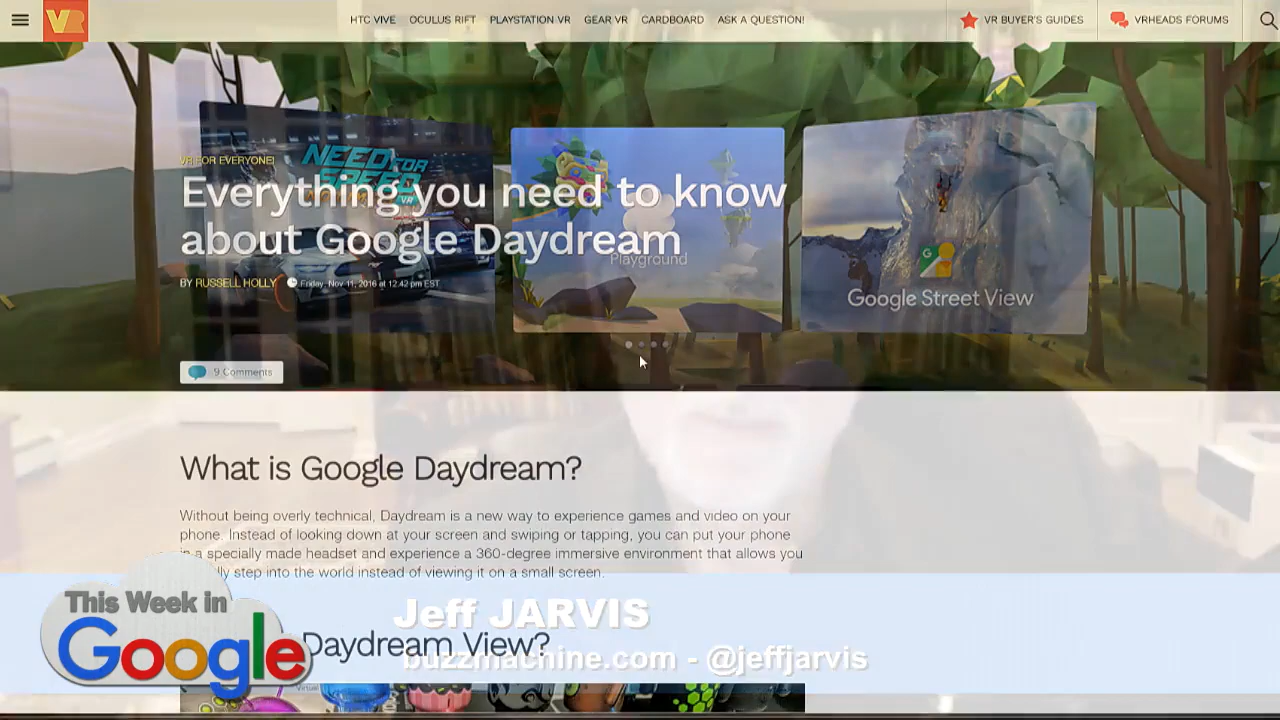 VR
HTC VIVE OCULUS RIFT PLAYSTATION VR GEAR VR CARDBOARD ASK A QUESTION!
VR BUYER'S GUIDES VRHEADS FORUMS
VR FOR EVERYONE!
NEED FOR
SPEED
VR
Everything you need to know
about Google Daydream
BY RUSSELL HOLLY Friday, Nov 11, 2016 at 12:42 pm EST
Playground
G
Google Street View
9 Comments
What is Google Daydream?
Without being overly technical, Daydream is a new way to experience games and video on your
phone. Instead of looking down at your screen and swiping or tapping, you can put your phone
in a specially made headset and experience a 360-degree immersive environment that allows you
step into the world instead of viewing it on a small screen.
This Week in
Google
Jeff JARVIS
Daydream View?
buzzmachine.com - @jeffjarvis
Virtual